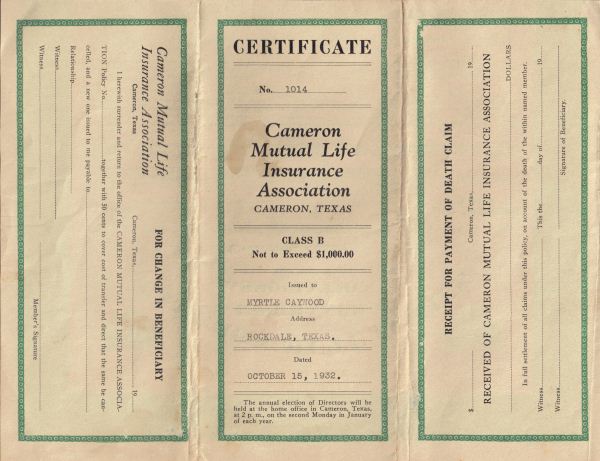 Cameron Mutual Life
Insurance Association
Cameron, Texas
FOR CHANGE IN BENEFICIARY
Cameron, Texas, 19
I herewith surrender and return to the office of the CAMERON MUTUAL LIFE INSURANCE ASSOCIA-
TION Policy No. together with 50 cents to cover cost of transfer and direct that the same be can-
celled, and a new one issued to me payable to
Relationship
Witness
Witness
Member's Signature
CERTIFICATE
No. 1014
Cameron
Mutual Life
Insurance
Association
CAMERON, TEXAS
CLASS B
Not to Exceed $1,000.00
Issued to
MYRTLE CAYWOOD
Address
ROCKDALE, TEXAS.
Dated
OCTOBER 15, 1932.
The annual election of Directors will be
held at the home office in Cameron, Texas,
at 2 p. m., on the second Monday in January
of each year.
RECEIPT FOR PAYMENT OF DEATH CLAIM
$ Cameron, Texas, 19
RECEIVED OF CAMERON MUTUAL LIFE INSURANCE ASSOCIATION
DOLLARS
In full settlement of all claims under this policy, on account of the death of the within named member.
Witness This the day of 19
Witness
Signature of Beneficiary.